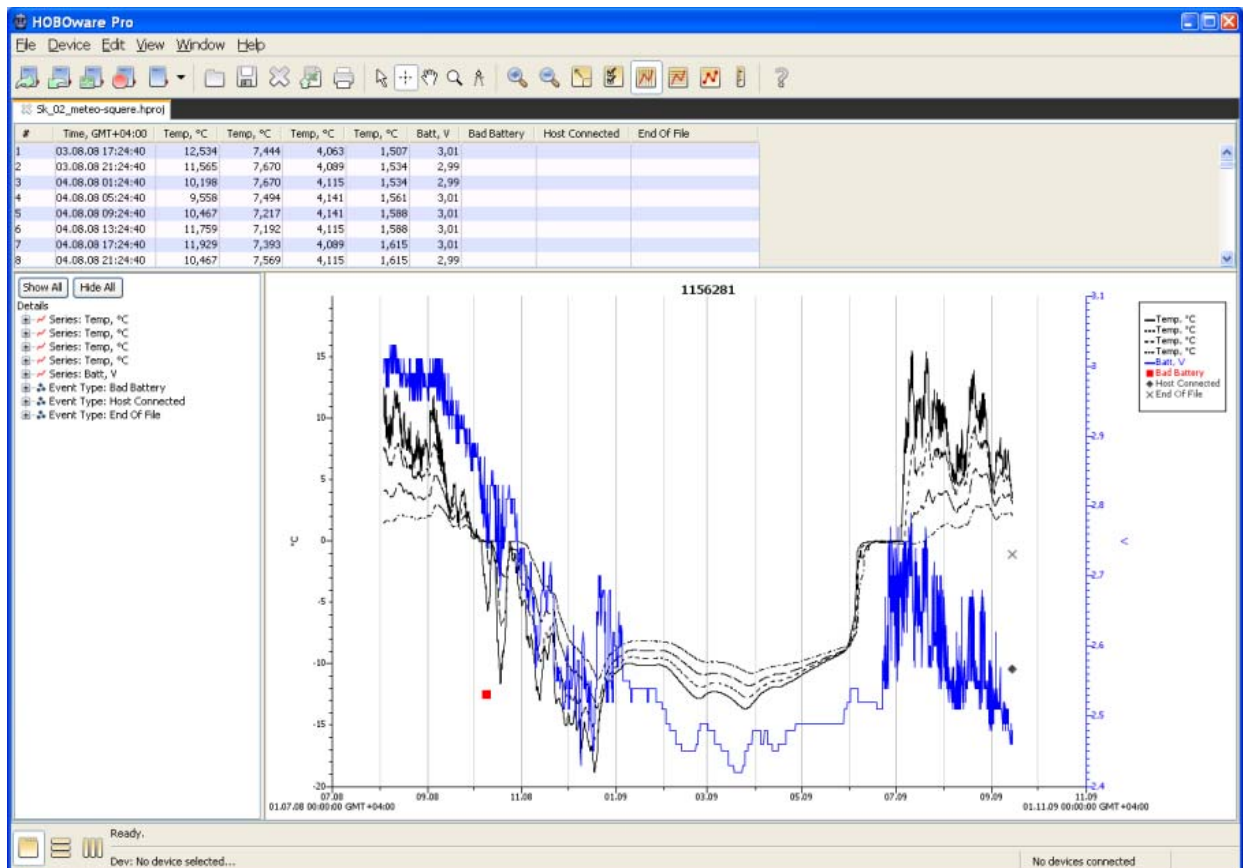 HOBOware Pro
File Device Edit View Window Help
Sk_02_meteo-squere.hproj
# Time, GMT+04:00 Temp, °C Temp, °C Temp, °C Temp, °C Batt, V Bad Battery Host Connected End Of File
1 03.08.08 17:24:40 12,534 7,444 4,063 1,507 3,01
2 03.08.08 21:24:40 11,565 7,670 4,089 1,534 2,99
3 04.08.08 01:24:40 10,198 7,670 4,115 1,534 2,99
4 04.08.08 05:24:40 9,558 7,494 4,141 1,561 3,01
5 04.08.08 09:24:40 10,467 7,217 4,141 1,588 3,01
6 04.08.08 13:24:40 11,759 7,192 4,115 1,588 3,01
7 04.08.08 17:24:40 11,929 7,393 4,089 1,615 3,01
8 04.08.08 21:24:40 10,467 7,569 4,115 1,615 2,99
Show All Hide All
Details
Series: Temp, °C
Series: Temp, °C
Series: Temp, °C
Series: Temp, °C
Series: Batt, V
Event Type: Bad Battery
Event Type: Host Connected
Event Type: End Of File
1156281
Temp, °C
Temp, °C
Temp, °C
Temp, °C
Batt, V
Bad Battery
Host Connected
End Of File
15
10
5
0
-5
-10
-15
-20
°C
3.1
3
2.9
2.8
2.7
2.6
2.5
2.4
V
07.08 09.08 11.08 01.09 03.09 05.09 07.09 09.09 11.09
01.07.08 00:00:00 GMT+04:00 01.11.09 00:00:00 GMT+04:00
Ready.
Dev: No device selected... No devices connected